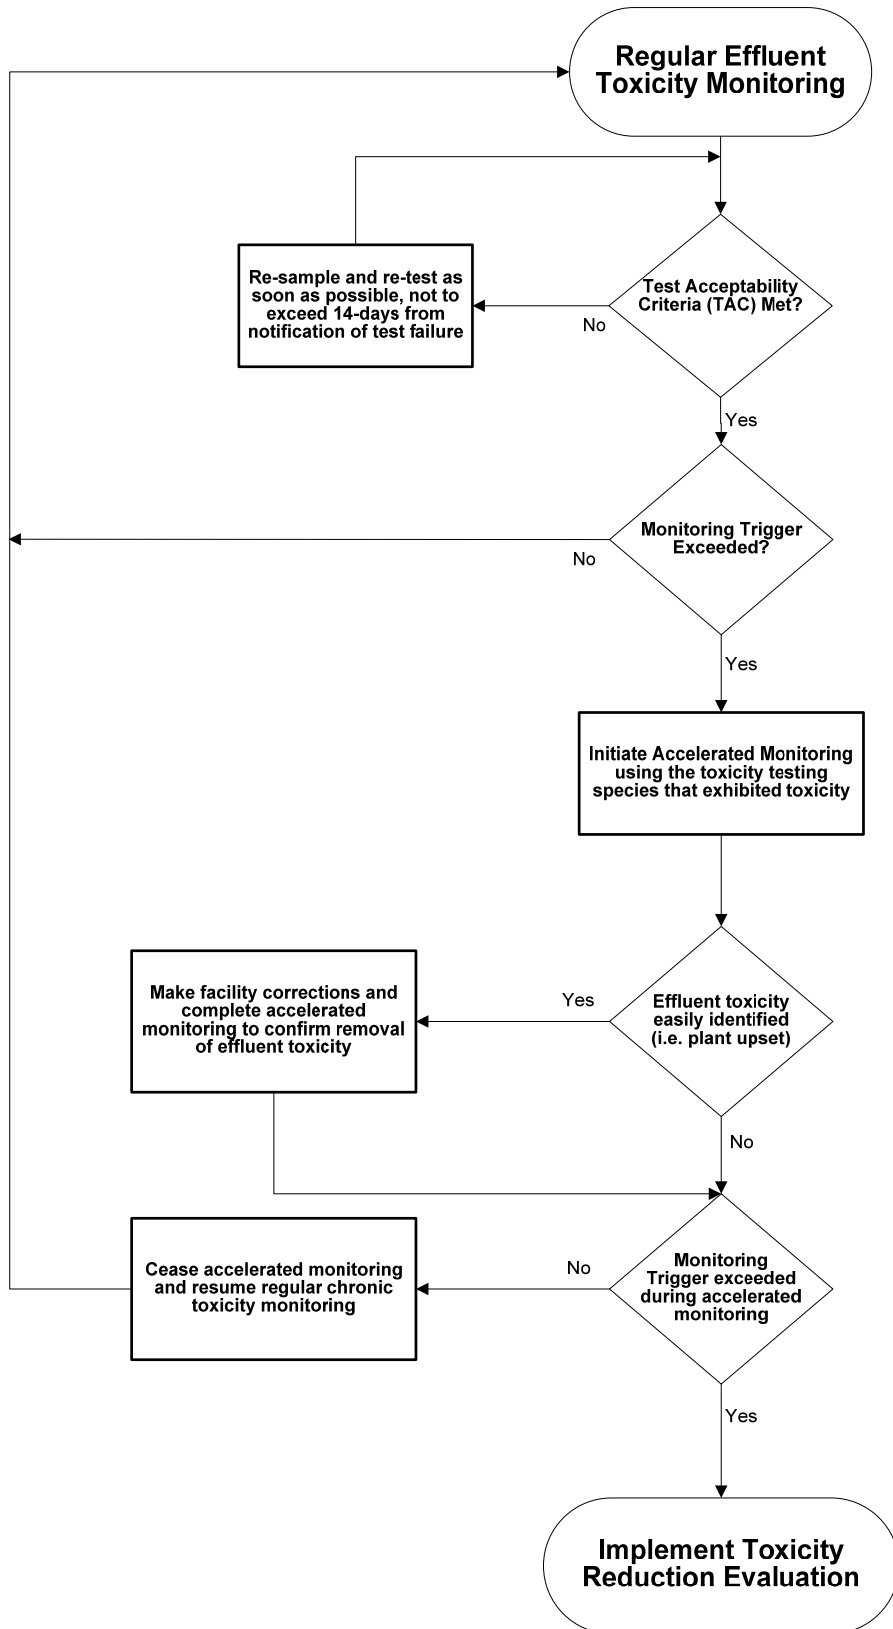 Regular Effluent
Toxicity Monitoring
Re-sample and re-test as
soon as possible, not to
exceed 14-days from
notification of test failure
Test Acceptability
Criteria (TAC) Met?
No
Yes
Monitoring Trigger
Exceeded?
No
Yes
Initiate Accelerated Monitoring
using the toxicity testing
species that exhibited toxicity
Make facility corrections and
complete accelerated
monitoring to confirm removal
of effluent toxicity
Yes
Effluent toxicity
easily identified
(i.e. plant upset)
No
Cease accelerated monitoring
and resume regular chronic
toxicity monitoring
No
Monitoring
Trigger exceeded
during accelerated
monitoring
Yes
Implement Toxicity
Reduction Evaluation